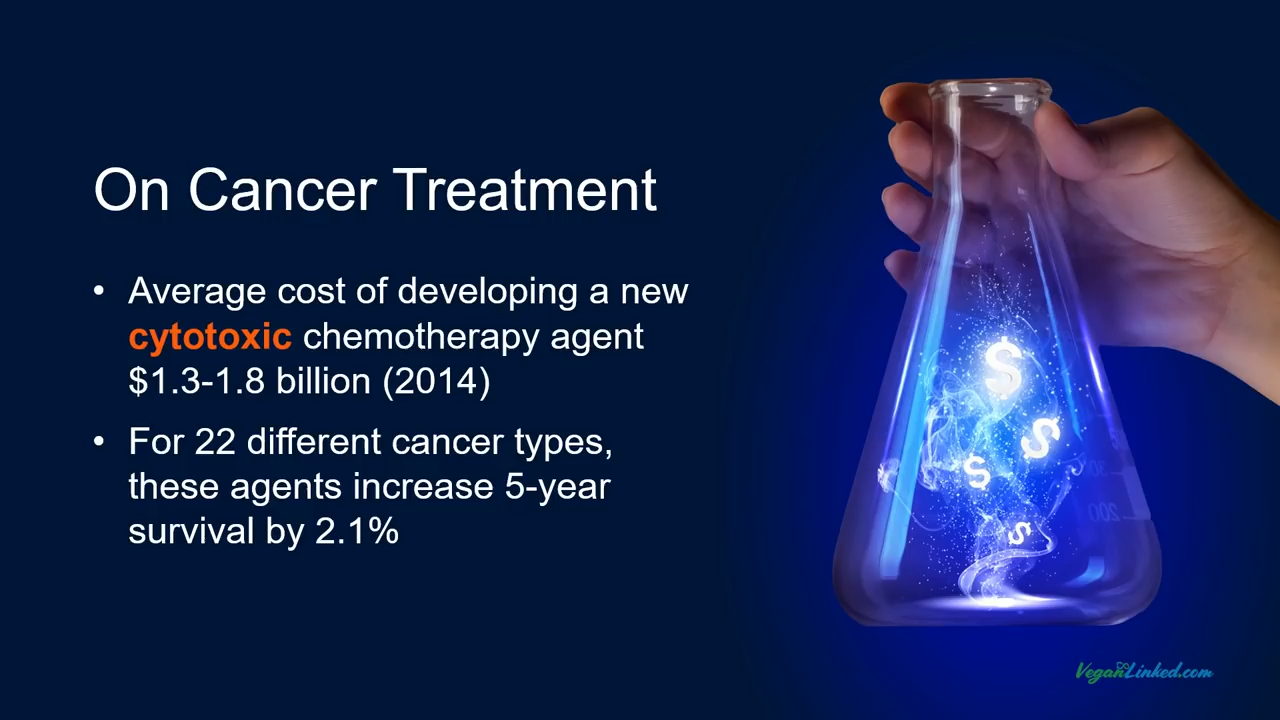 On Cancer Treatment
• Average cost of developing a new
cytotoxic chemotherapy agent
$1.3-1.8 billion (2014)
• For 22 different cancer types,
these agents increase 5-year
survival by 2.1%
$
$
$
$
200
VeganLinked.com